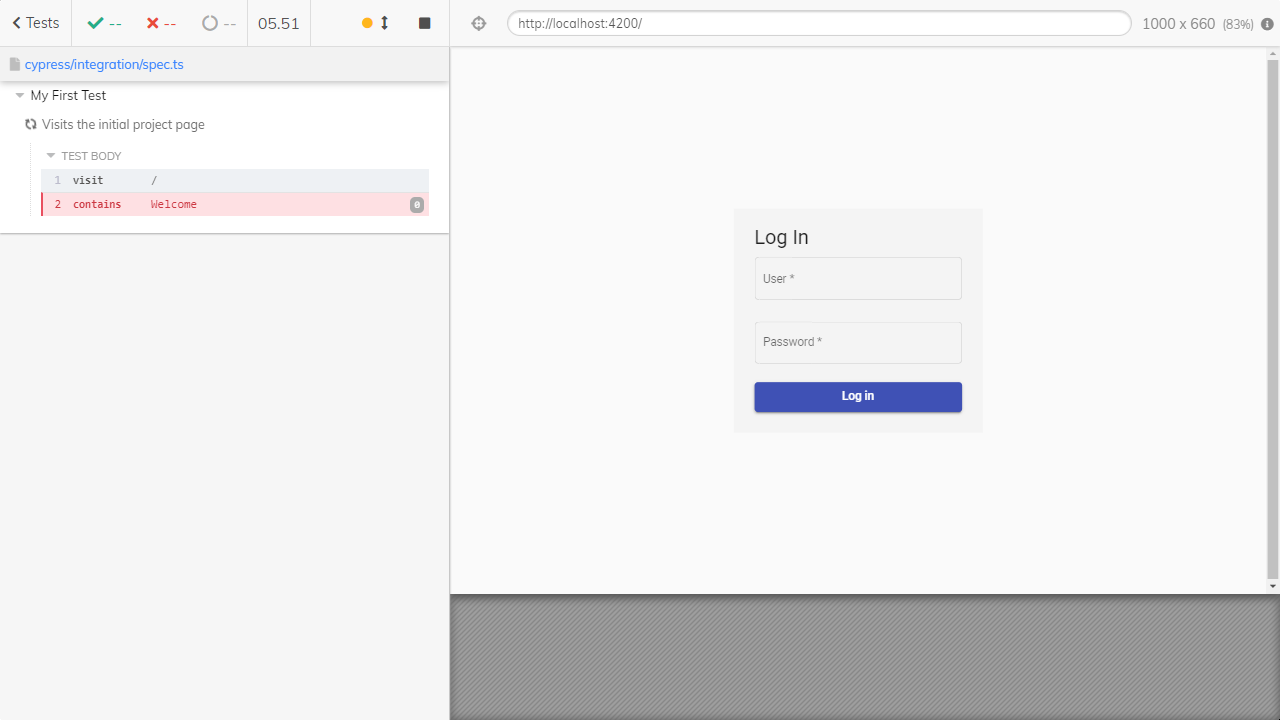 Tests -- -- -- 05.51
http://localhost:4200/ 1000 x 660 (83%)
cypress/integration/spec.ts
My First Test
Visits the initial project page
TEST BODY
1 visit /
2 contains Welcome 0
Log In
User *
Password *
Log in